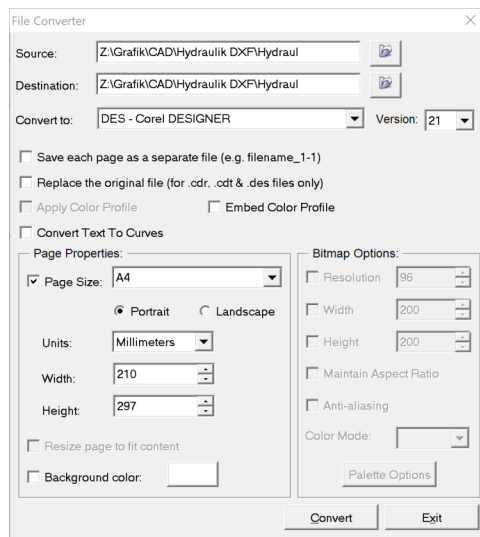 File Converter
Source: Z:\Grafik\CAD\Hydraulik DXF\Hydraul
Destination: Z:\Grafik\CAD\Hydraulik DXF\Hydraul
Convert to: DES - Corel DESIGNER Version: 21
Save each page as a separate file (e.g. filename_1-1)
Replace the original file (for .cdr, .cdt & .des files only)
Apply Color Profile Embed Color Profile
Convert Text To Curves
Page Properties:
Page Size: A4
Portrait Landscape
Units: Millimeters
Width: 210
Height: 297
Resize page to fit content
Background color:
Bitmap Options:
Resolution 96
Width 200
Height 200
Maintain Aspect Ratio
Anti-aliasing
Color Mode:
Palette Options
Convert Exit